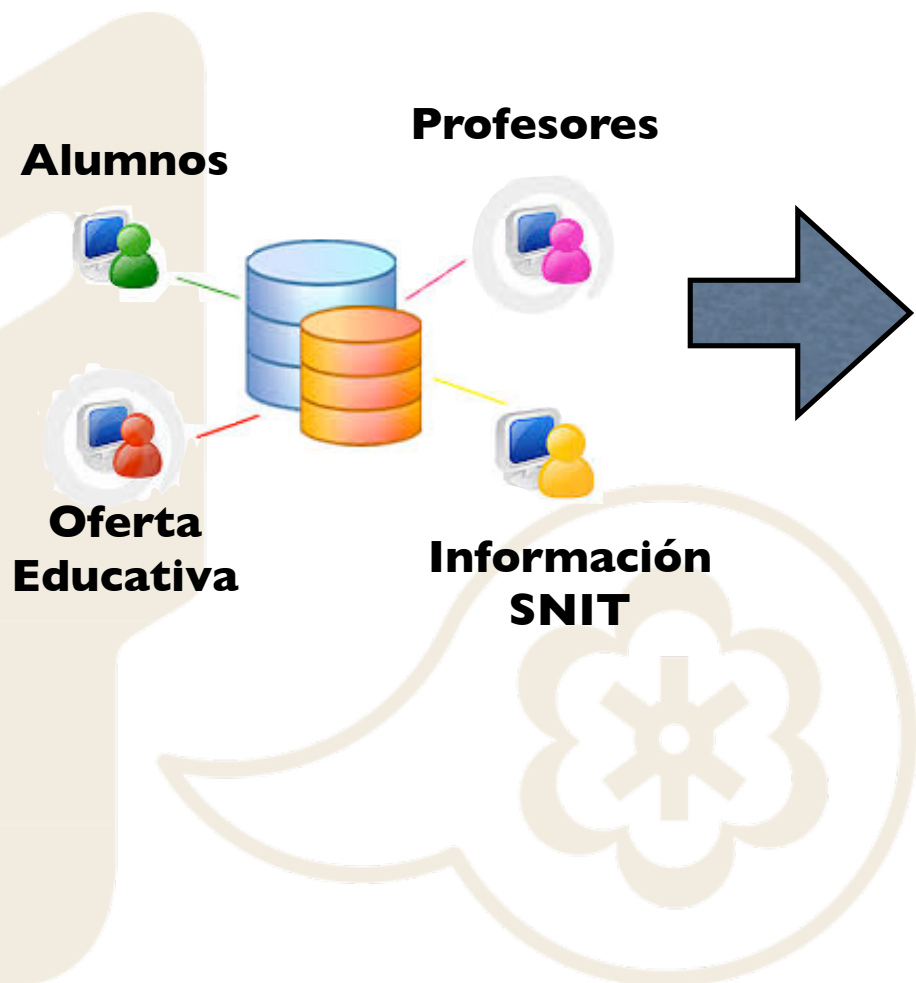 Alumnos
Profesores
Oferta
Educativa
Información
SNIT